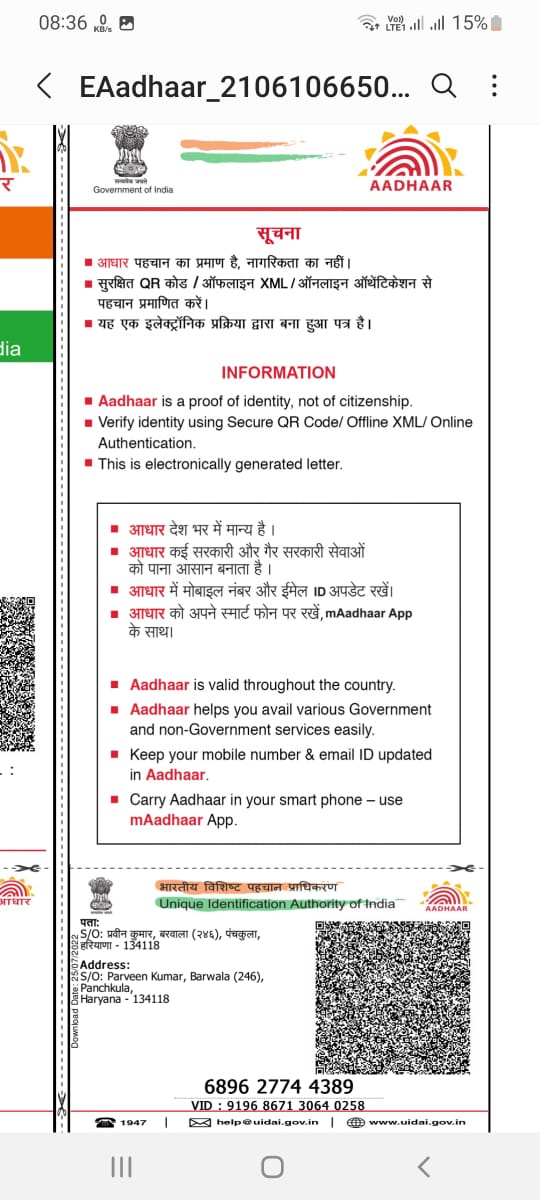 08:36 0 KB/s Vo)) LTE1 15%
EAadhaar_2106106650...
सत्यमेव जयते
Government of India
AADHAAR
र
dia
सूचना
आधार पहचान का प्रमाण है, नागरिकता का नहीं।
सुरक्षित QR कोड / ऑफलाइन XML / ऑनलाइन ऑथेंटिकेशन से
पहचान प्रमाणित करें।
यह एक इलेक्ट्रॉनिक प्रक्रिया द्वारा बना हुआ पत्र है।
INFORMATION
Aadhaar is a proof of identity, not of citizenship.
Verify identity using Secure QR Code/ Offline XML/ Online
Authentication.
This is electronically generated letter.
आधार देश भर में मान्य है ।
आधार कई सरकारी और गैर सरकारी सेवाओं
को पाना आसान बनाता है ।
आधार में मोबाइल नंबर और ईमेल ID अपडेट रखें।
आधार को अपने स्मार्ट फोन पर रखें, mAadhaar App
के साथ।
Aadhaar is valid throughout the country.
Aadhaar helps you avail various Government
and non-Government services easily.
Keep your mobile number & email ID updated
in Aadhaar.
Carry Aadhaar in your smart phone – use
mAadhaar App.
. :
आधार
भारतीय विशिष्ट पहचान प्राधिकरण
Unique Identification Authority of India
AADHAAR
पता:
S/O: प्रवीन कुमार, बरवाला (२४६), पंचकुला,
हरियाणा - 134118
Address:
S/O: Parveen Kumar, Barwala (246),
Panchkula,
Haryana - 134118
Download Date: 25/07/2022
6896 2774 4389
VID : 9196 8671 3064 0258
1947 | help@uidai.gov.in | www.uidai.gov.in